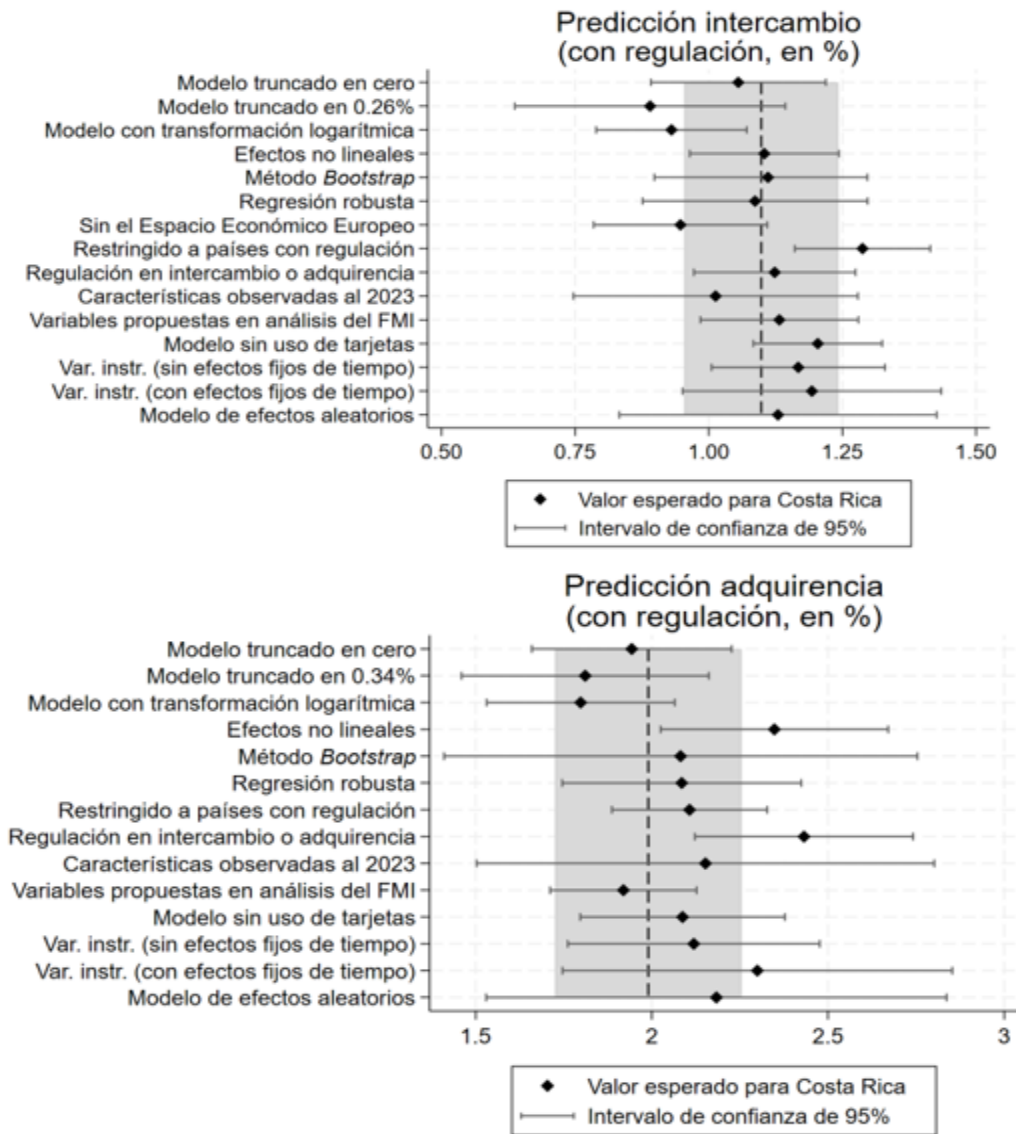 Predicción intercambio
(con regulación, en %)
Modelo truncado en cero
Modelo truncado en 0.26%
Modelo con transformación logarítmica
Efectos no lineales
Método Bootstrap
Regresión robusta
Sin el Espacio Económico Europeo
Restringido a países con regulación
Regulación en intercambio o adquirencia
Características observadas al 2023
Variables propuestas en análisis del FMI
Modelo sin uso de tarjetas
Var. instr. (sin efectos fijos de tiempo)
Var. instr. (con efectos fijos de tiempo)
Modelo de efectos aleatorios
0.50 0.75 1.00 1.25 1.50
Valor esperado para Costa Rica
Intervalo de confianza de 95%
Predicción adquirencia
(con regulación, en %)
Modelo truncado en cero
Modelo truncado en 0.34%
Modelo con transformación logarítmica
Efectos no lineales
Método Bootstrap
Regresión robusta
Restringido a países con regulación
Regulación en intercambio o adquirencia
Características observadas al 2023
Variables propuestas en análisis del FMI
Modelo sin uso de tarjetas
Var. instr. (sin efectos fijos de tiempo)
Var. instr. (con efectos fijos de tiempo)
Modelo de efectos aleatorios
1.5 2 2.5 3
Valor esperado para Costa Rica
Intervalo de confianza de 95%